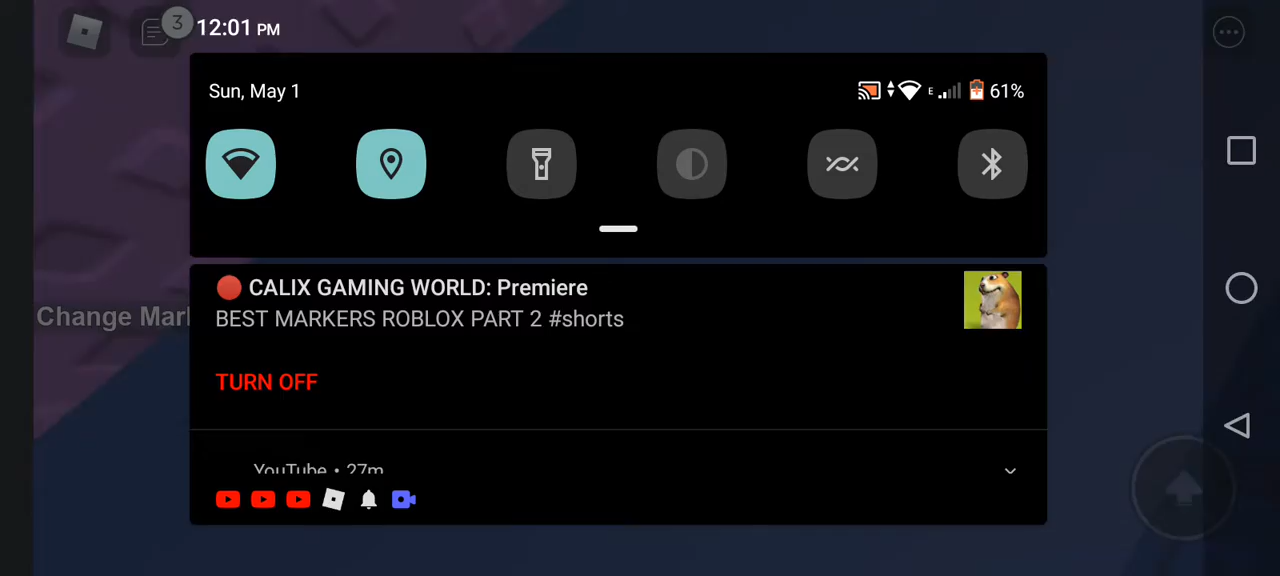 3
12:01 PM
Sun, May 1
E
61%
🔴 CALIX GAMING WORLD: Premiere
BEST MARKERS ROBLOX PART 2 #shorts
Change Mar
TURN OFF
YouTube • 27m